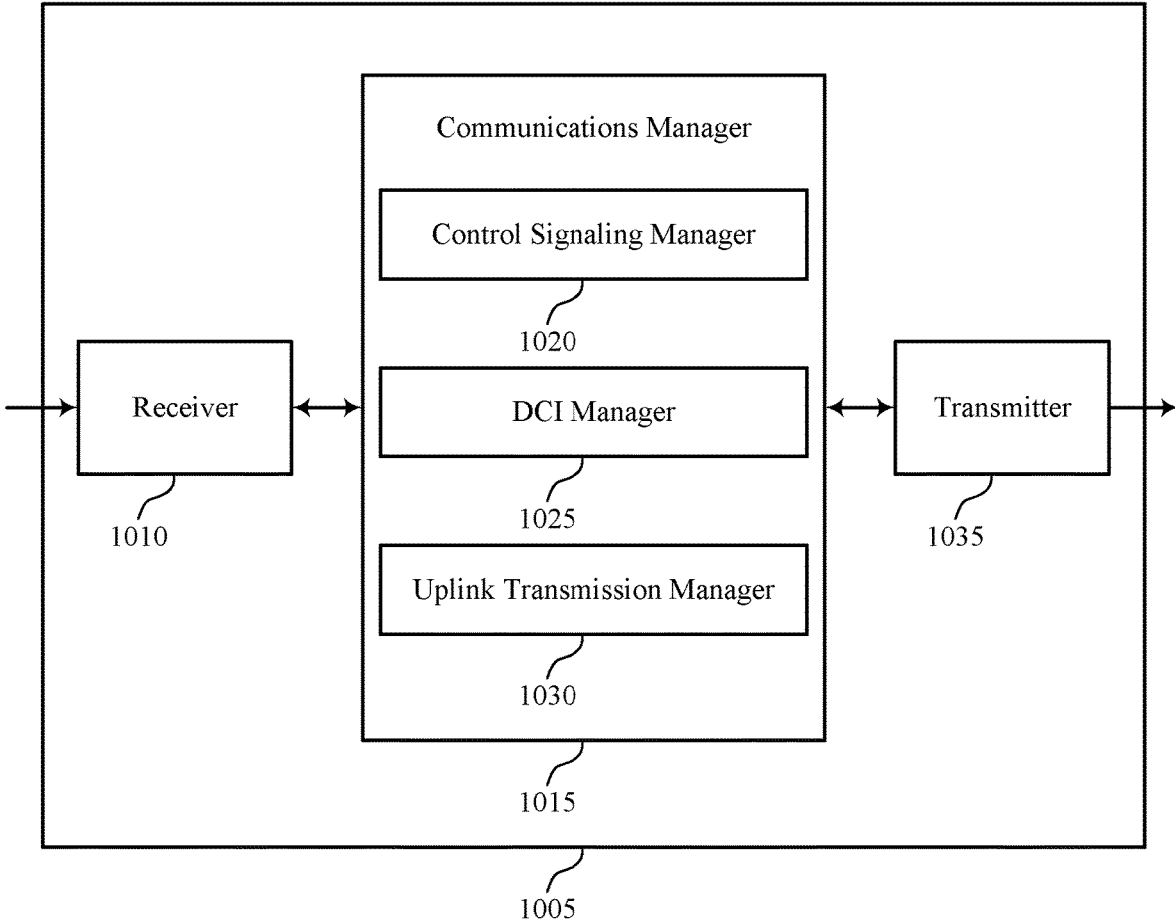 Communications Manager
Control Signaling Manager
1020
Receiver
DCI Manager
Transmitter
1010
1025
1035
Uplink Transmission Manager
1030
1015
1005